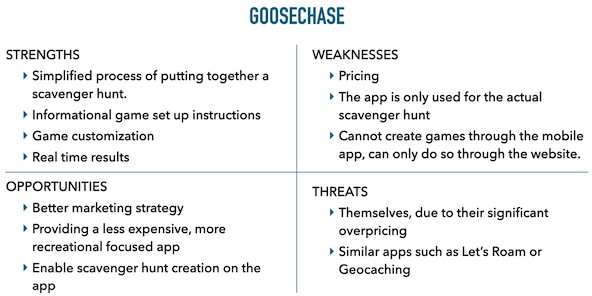 GOOSECHASE
STRENGTHS
Simplified process of putting together a
scavenger hunt.
Informational game set up instructions
Game customization
Real time results
WEAKNESSES
Pricing
The app is only used for the actual
scavenger hunt
Cannot create games through the mobile
app, can only do so through the website.
OPPORTUNITIES
Better marketing strategy
Providing a less expensive, more
recreational focused app
Enable scavenger hunt creation on the
app
THREATS
Themselves, due to their significant
overpricing
Similar apps such as Let's Roam or
Geocaching